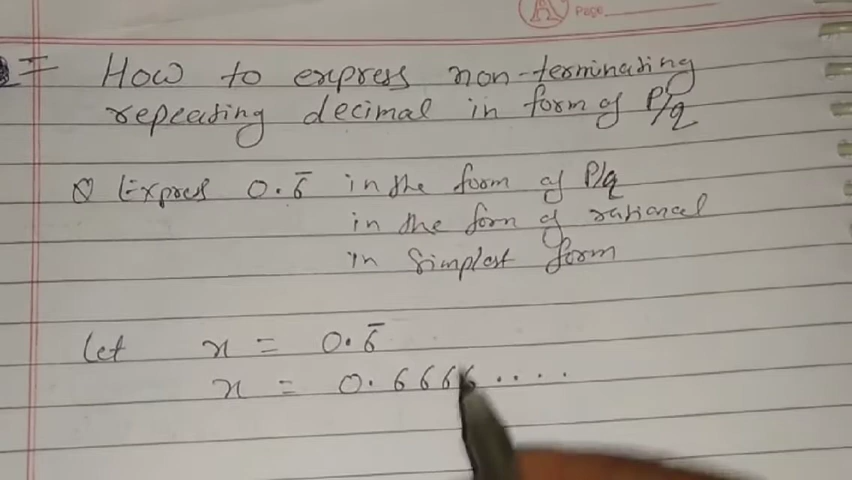 A Page
How to express non-terminating
repeating decimal in form of P/q
Q Express 0.6̅ in the form of P/q
in the form of rational
in simplest form
Let x = 0.6̅
x = 0.6666....